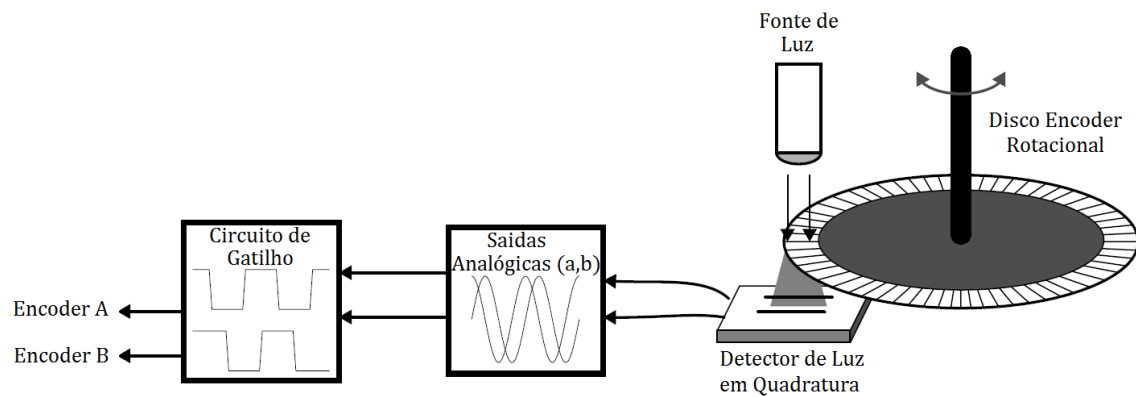 Fonte de
Luz
Disco Encoder
Rotacional
Circuito de
Gatilho
Saidas
Analógicas (a,b)
Encoder A
Encoder B
Detector de Luz
em Quadratura